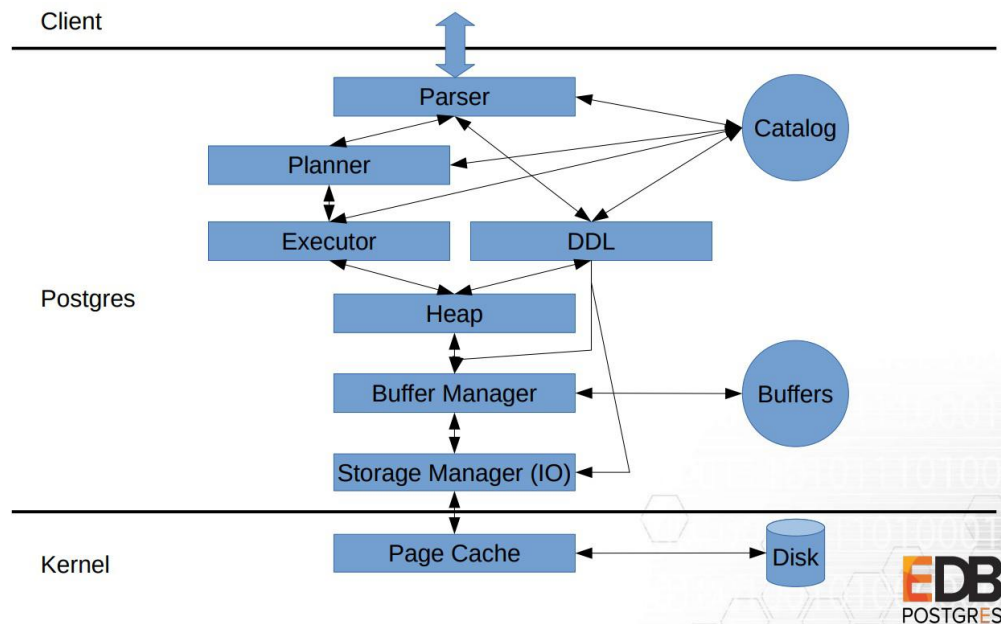 Client
Parser
Catalog
Planner
Executor
DDL
Postgres
Heap
Buffer Manager
Buffers
Storage Manager (IO)
Kernel
Page Cache
Disk
EDB
POSTGRES